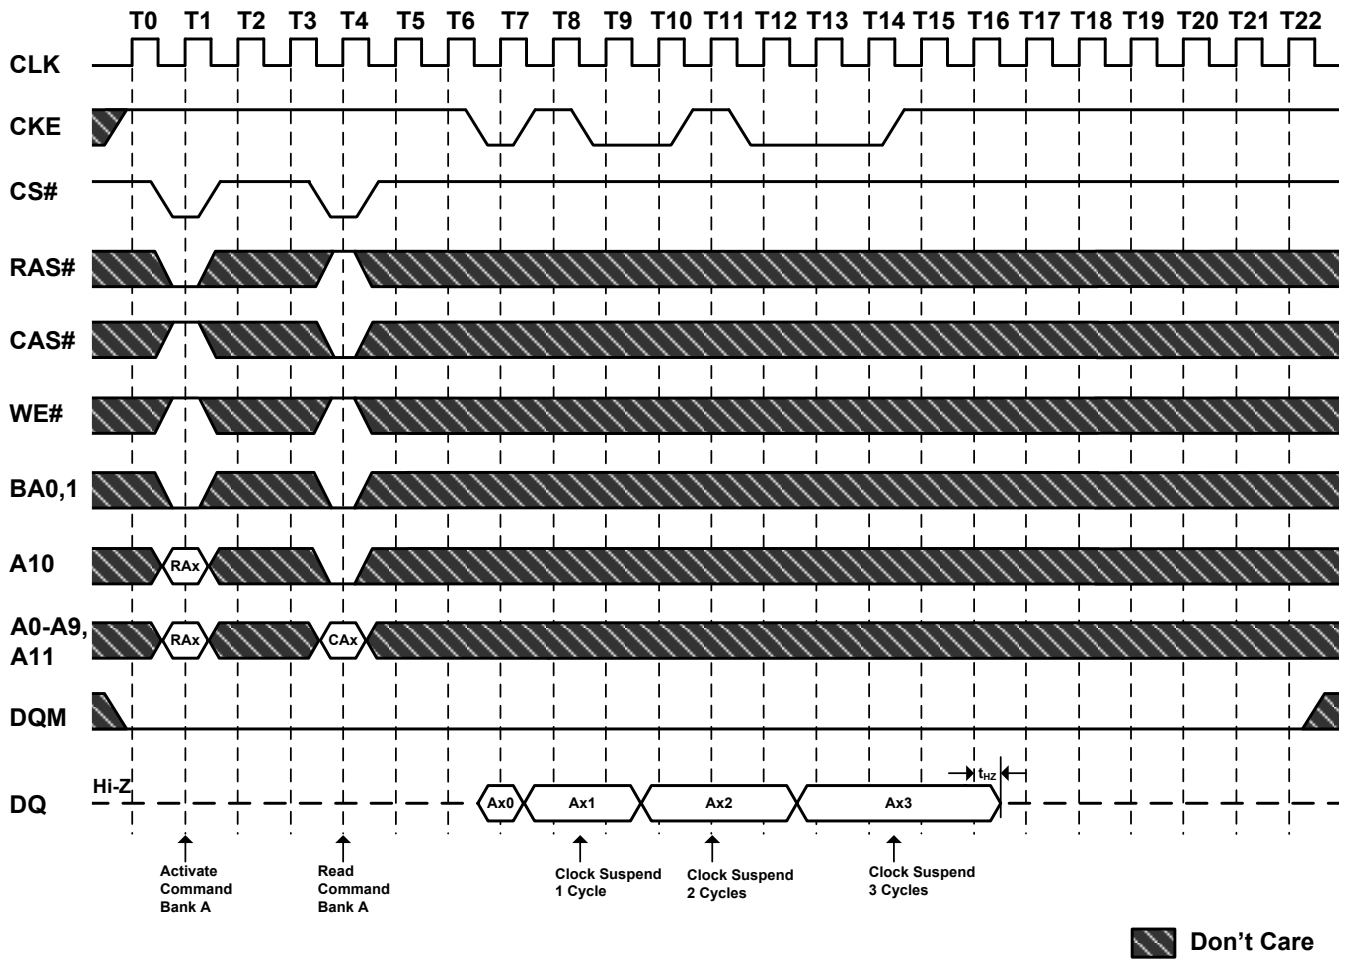 T0 T1 T2 T3 T4 T5 T6 T7 T8 T9 T10 T11 T12 T13 T14 T15 T16 T17 T18 T19 T20 T21 T22
CLK
CKE
CS#
RAS#
CAS#
WE#
BA0,1
A10 RAx
A0-A9,
A11 RAx CAx
DQM
tHZ
Hi-Z
DQ Ax0 Ax1 Ax2 Ax3
Activate
Command
Bank A
Read
Command
Bank A
Clock Suspend
1 Cycle
Clock Suspend
2 Cycles
Clock Suspend
3 Cycles
Don't Care